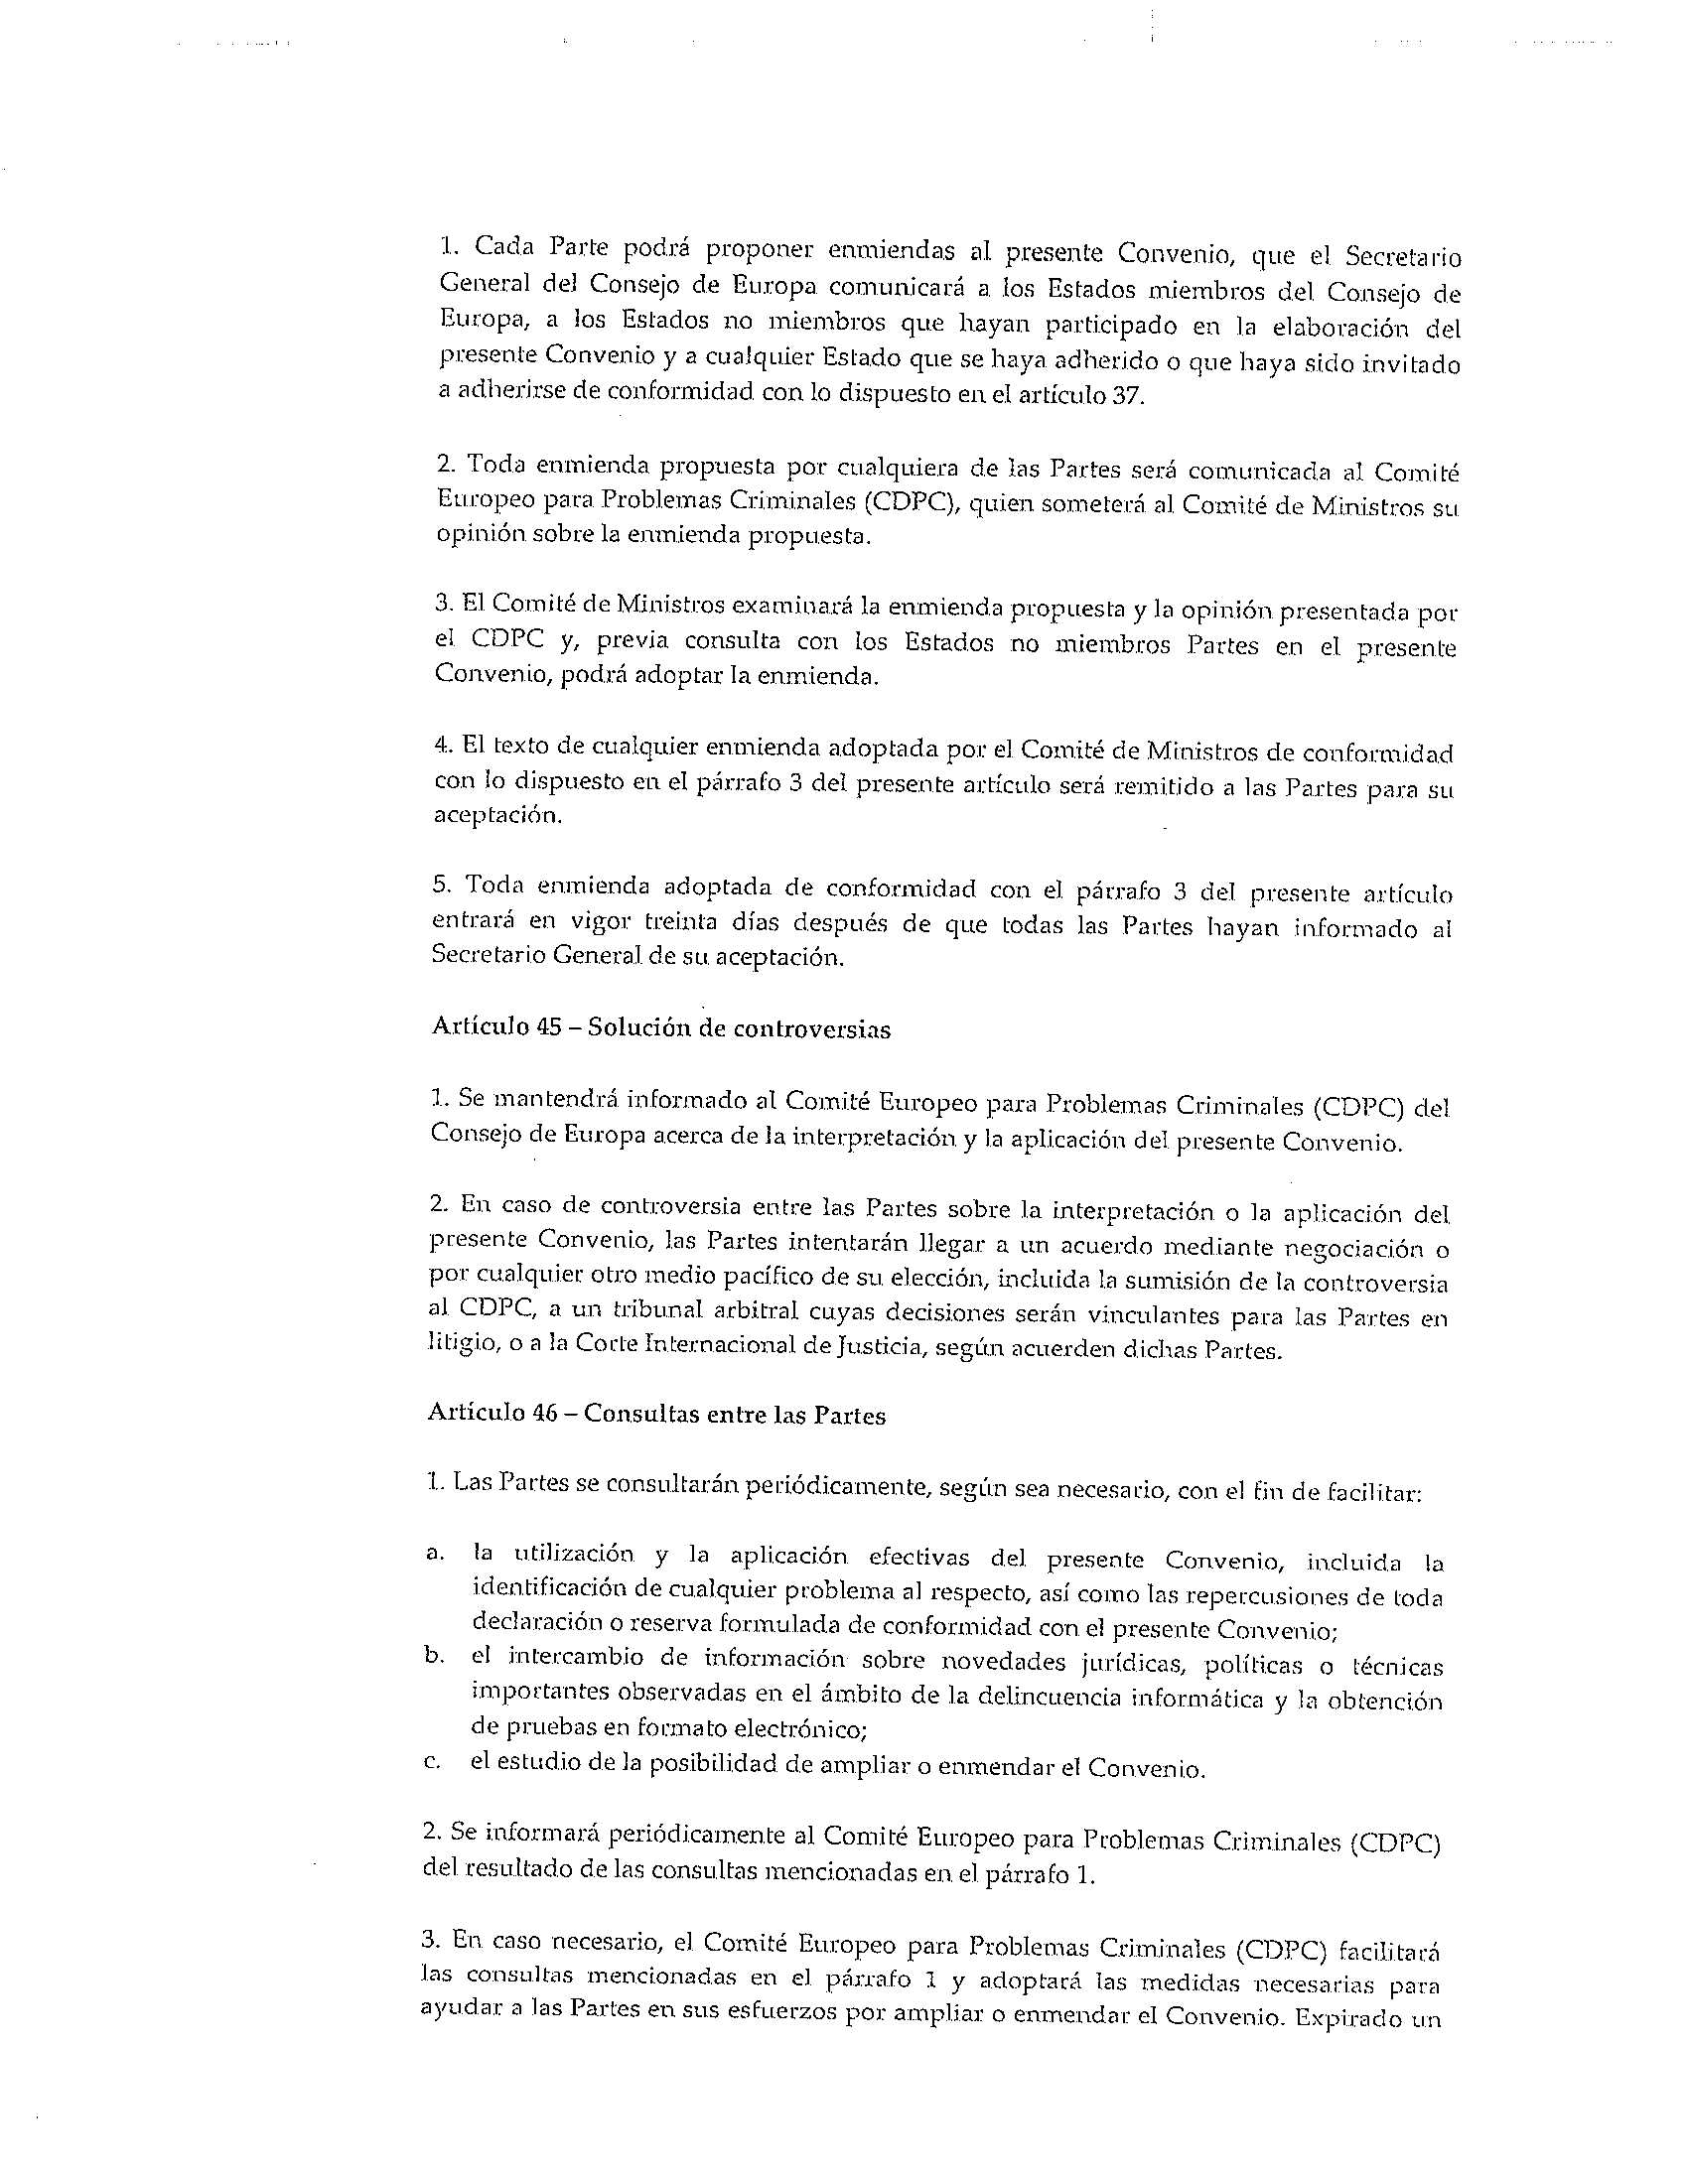 1. Cada Parte podrá proponer enmiendas al presente Convenio, que el Secretario
General del Consejo de Europa comunicará a los Estados miembros del Consejo de
Europa, a los Estados no miembros que hayan participado en la elaboración del
presente Convenio y a cualquier Estado que se haya adherido o que haya sido invitado
a adherirse de conformidad con lo dispuesto en el artículo 37.
2. Toda enmienda propuesta por cualquiera de las Partes será comunicada al Comité
Europeo para Problemas Criminales (CDPC), quien someterá al Comité de Ministros su
opinión sobre la enmienda propuesta.
3. El Comité de Ministros examinará la enmienda propuesta y la opinión presentada por
el CDPC y, previa consulta con los Estados no miembros Partes en el presente
Convenio, podrá adoptar la enmienda.
4. El texto de cualquier enmienda adoptada por el Comité de Ministros de conformidad
con lo dispuesto en el párrafo 3 del presente artículo será remitido a las Partes para su
aceptación.
5. Toda enmienda adoptada de conformidad con el párrafo 3 del presente artículo
entrará en vigor treinta días después de que todas las Partes hayan informado al
Secretario General de su aceptación.
Artículo 45 – Solución de controversias
1. Se mantendrá informado al Comité Europeo para Problemas Criminales (CDPC) del
Consejo de Europa acerca de la interpretación y la aplicación del presente Convenio.
2. En caso de controversia entre las Partes sobre la interpretación o la aplicación del
presente Convenio, las Partes intentarán llegar a un acuerdo mediante negociación o
por cualquier otro medio pacífico de su elección, incluida la sumisión de la controversia
al CDPC, a un tribunal arbitral cuyas decisiones serán vinculantes para las Partes en
litigio, o a la Corte Internacional de Justicia, según acuerden dichas Partes.
Artículo 46 – Consultas entre las Partes
1. Las Partes se consultarán periódicamente, según sea necesario, con el fin de facilitar:
a. la utilización y la aplicación efectivas del presente Convenio, incluida la
identificación de cualquier problema al respecto, así como las repercusiones de toda
declaración o reserva formulada de conformidad con el presente Convenio;
b. el intercambio de información sobre novedades jurídicas, políticas o técnicas
importantes observadas en el ámbito de la delincuencia informática y la obtención
de pruebas en formato electrónico;
c. el estudio de la posibilidad de ampliar o enmendar el Convenio.
2. Se informará periódicamente al Comité Europeo para Problemas Criminales (CDPC)
del resultado de las consultas mencionadas en el párrafo 1.
3. En caso necesario, el Comité Europeo para Problemas Criminales (CDPC) facilitará
las consultas mencionadas en el párrafo 1 y adoptará las medidas necesarias para
ayudar a las Partes en sus esfuerzos por ampliar o enmendar el Convenio. Expirado un